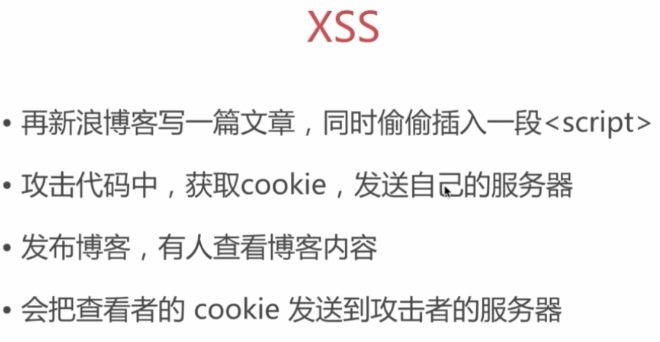 XSS
• 再新浪博客写一篇文章，同时偷偷插入一段<script>
• 攻击代码中，获取cookie，发送自己的服务器
• 发布博客，有人查看博客内容
• 会把查看者的 cookie 发送到攻击者的服务器